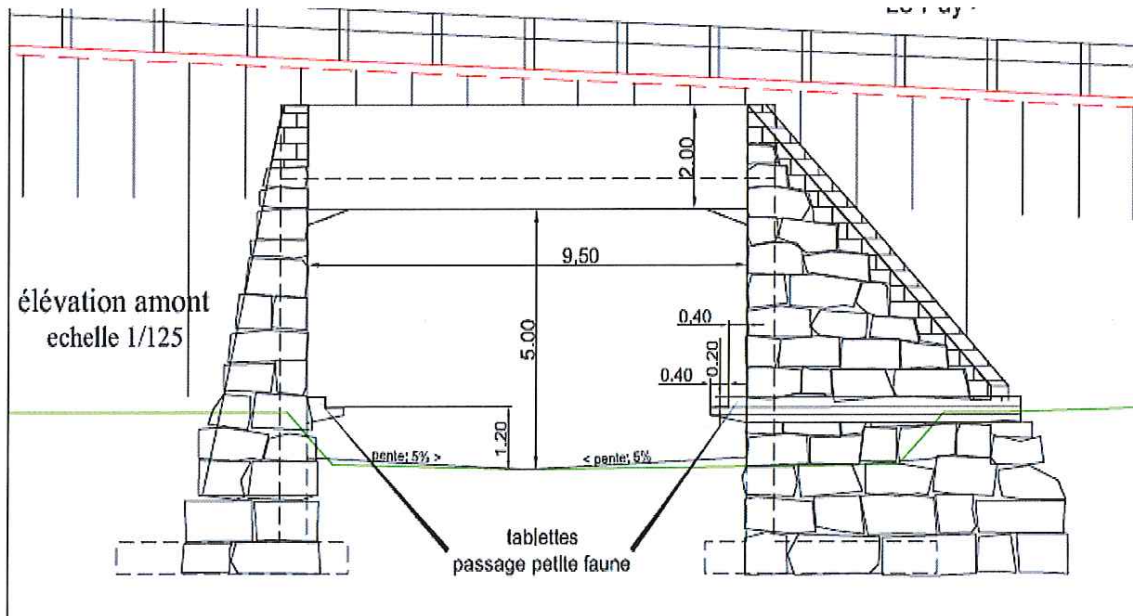 2.00
9,50
élévation amont
echelle 1/125
5.00
0,40
0.20
0.40
1.20
pente; 5% >
< pente; 5%
tablettes
passage petite faune